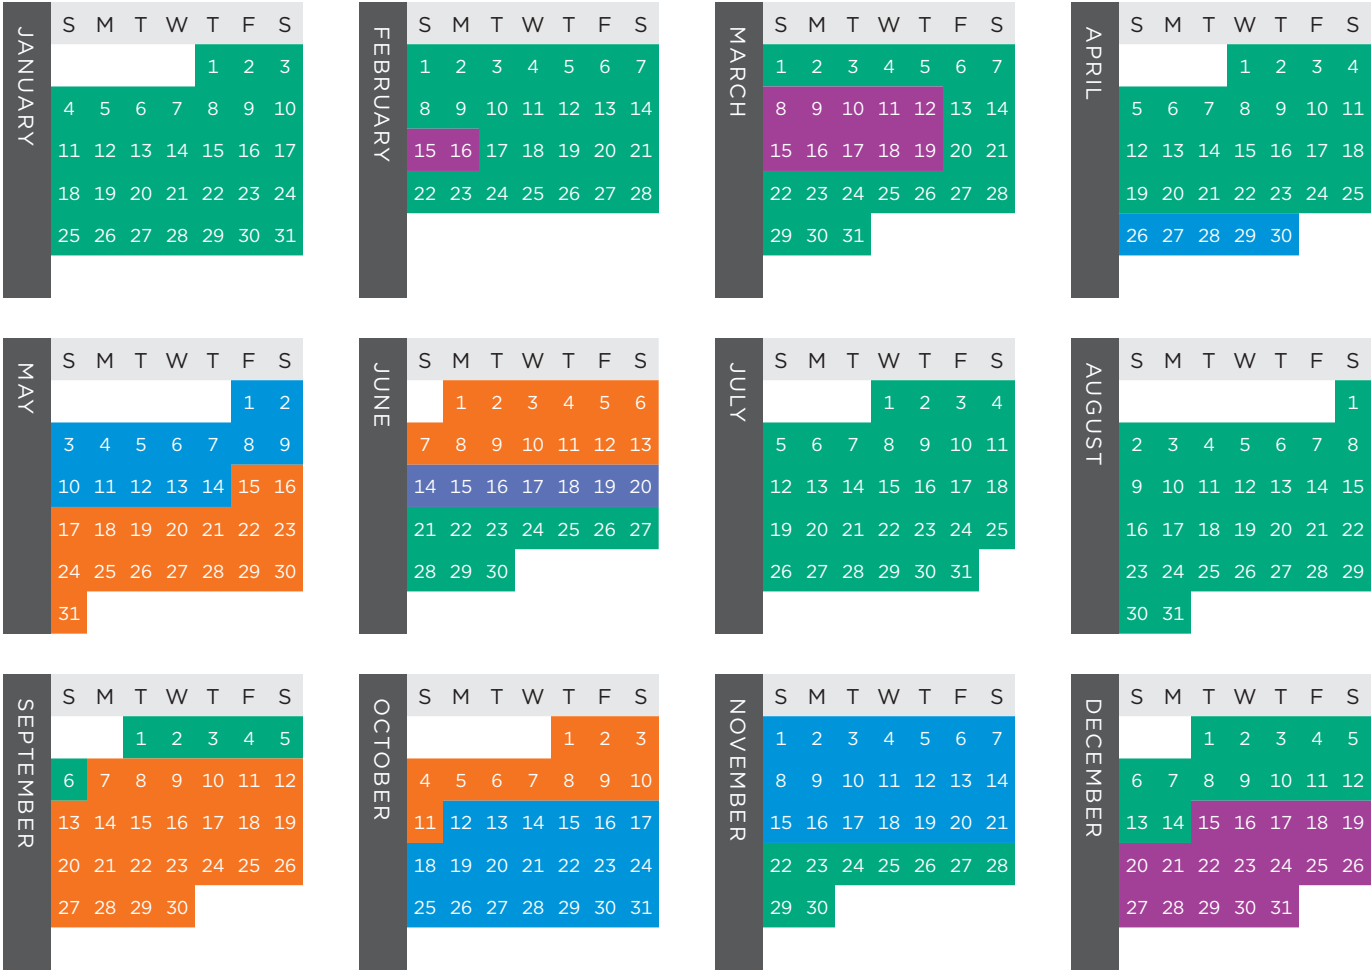 JANUARY
S M T W T F S
1 2 3
4 5 6 7 8 9 10
11 12 13 14 15 16 17
18 19 20 21 22 23 24
25 26 27 28 29 30 31
FEBRUARY
S M T W T F S
1 2 3 4 5 6 7
8 9 10 11 12 13 14
15 16 17 18 19 20 21
22 23 24 25 26 27 28
MARCH
S M T W T F S
1 2 3 4 5 6 7
8 9 10 11 12 13 14
15 16 17 18 19 20 21
22 23 24 25 26 27 28
29 30 31
APRIL
S M T W T F S
1 2 3 4
5 6 7 8 9 10 11
12 13 14 15 16 17 18
19 20 21 22 23 24 25
26 27 28 29 30
MAY
S M T W T F S
1 2
3 4 5 6 7 8 9
10 11 12 13 14 15 16
17 18 19 20 21 22 23
24 25 26 27 28 29 30
31
JUNE
S M T W T F S
1 2 3 4 5 6
7 8 9 10 11 12 13
14 15 16 17 18 19 20
21 22 23 24 25 26 27
28 29 30
JULY
S M T W T F S
1 2 3 4
5 6 7 8 9 10 11
12 13 14 15 16 17 18
19 20 21 22 23 24 25
26 27 28 29 30 31
AUGUST
S M T W T F S
1
2 3 4 5 6 7 8
9 10 11 12 13 14 15
16 17 18 19 20 21 22
23 24 25 26 27 28 29
30 31
SEPTEMBER
S M T W T F S
1 2 3 4 5
6 7 8 9 10 11 12
13 14 15 16 17 18 19
20 21 22 23 24 25 26
27 28 29 30
OCTOBER
S M T W T F S
1 2 3
4 5 6 7 8 9 10
11 12 13 14 15 16 17
18 19 20 21 22 23 24
25 26 27 28 29 30 31
NOVEMBER
S M T W T F S
1 2 3 4 5 6 7
8 9 10 11 12 13 14
15 16 17 18 19 20 21
22 23 24 25 26 27 28
29 30
DECEMBER
S M T W T F S
1 2 3 4 5
6 7 8 9 10 11 12
13 14 15 16 17 18 19
20 21 22 23 24 25 26
27 28 29 30 31